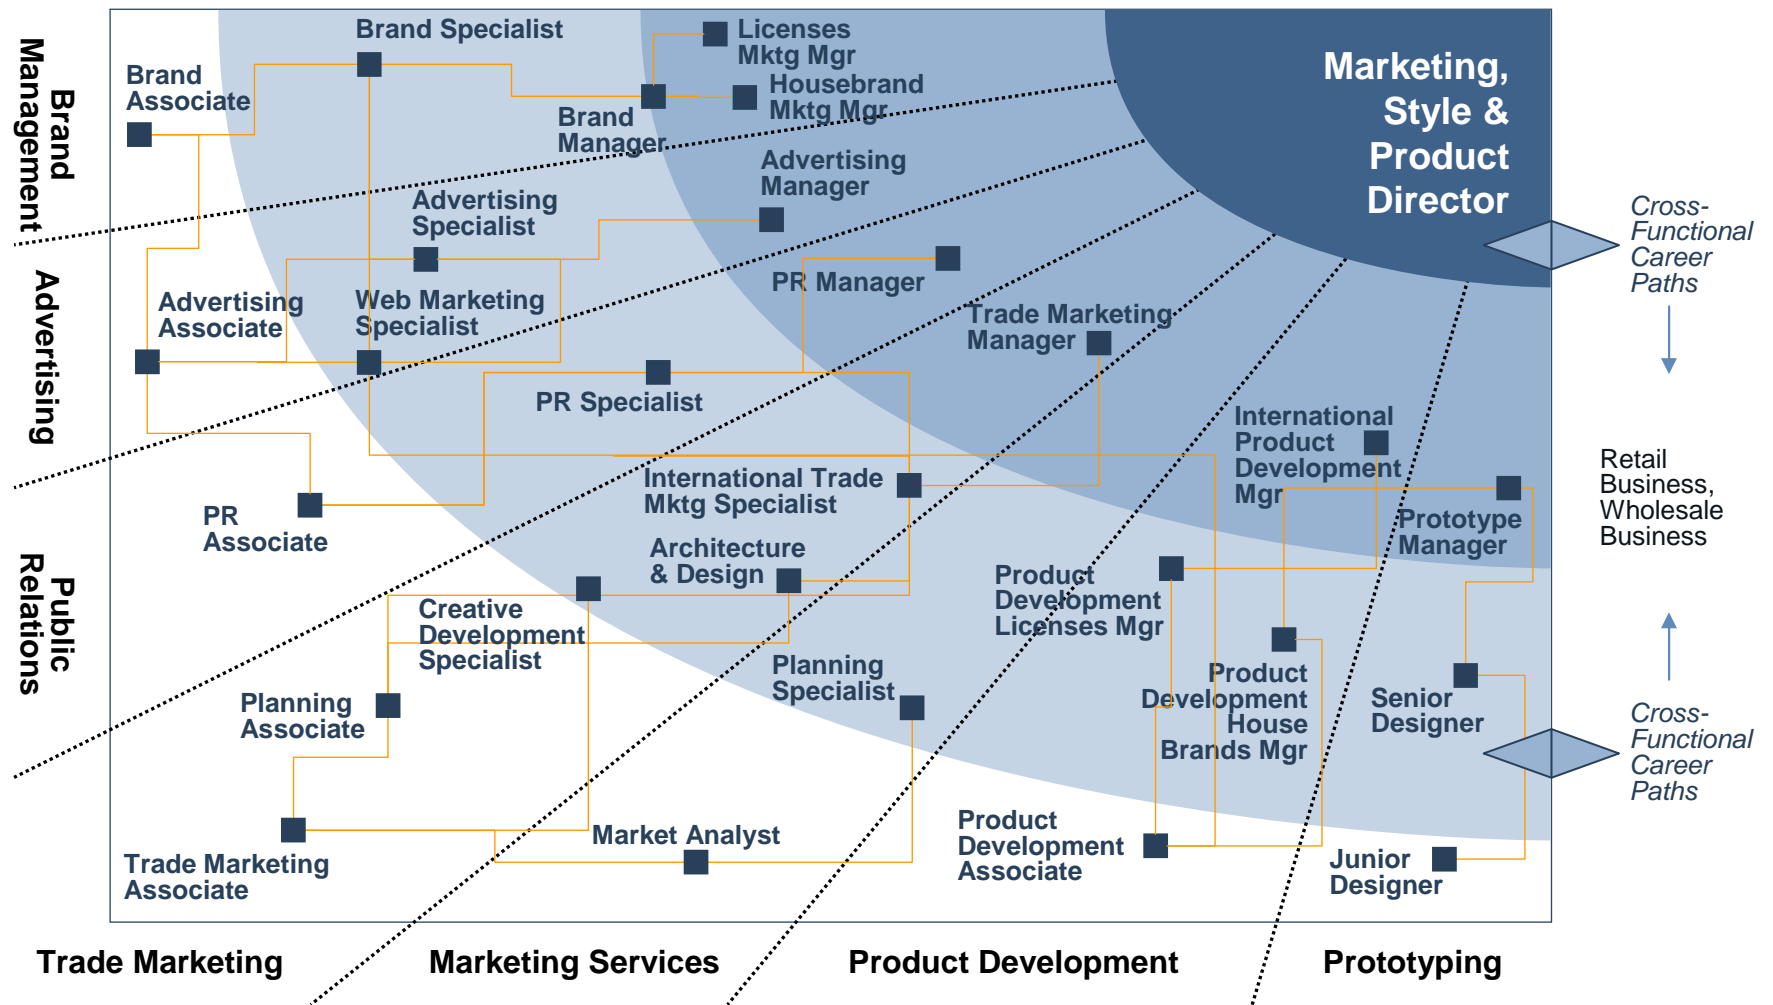 Brand
Management
Advertising
Public
Relations
Brand Specialist
Brand
Associate
Licenses
Mktg Mgr
Housebrand
Mktg Mgr
Brand
Manager
Marketing,
Style &
Product
Director
Advertising
Manager
Advertising
Specialist
PR Manager
Advertising
Associate
Web Marketing
Specialist
Trade Marketing
Manager
PR Specialist
International
Product
Development
Mgr
International Trade
Mktg Specialist
PR
Associate
Prototype
Manager
Architecture
& Design
Product
Development
Licenses Mgr
Creative
Development
Specialist
Planning
Specialist
Product
Development
House
Brands Mgr
Senior
Designer
Planning
Associate
Market Analyst
Product
Development
Associate
Trade Marketing
Associate
Junior
Designer
Cross-
Functional
Career
Paths
Retail
Business,
Wholesale
Business
Cross-
Functional
Career
Paths
Trade Marketing
Marketing Services
Product Development
Prototyping